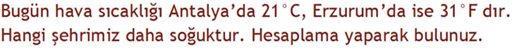 Bugün hava sıcaklığı Antalya’da 21°C, Erzurum’da ise 31°F dır.
Hangi şehrimiz daha soğuktur. Hesaplama yaparak bulunuz.